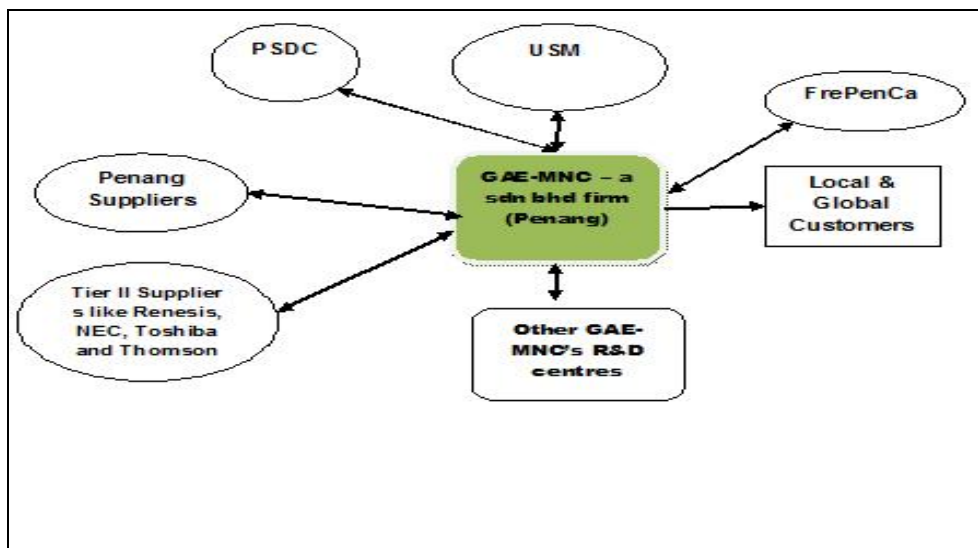 PSDC
USM
FrePenCa
Penang
Suppliers
GAE-MNC – a
sdn bhd firm
(Penang)
Local &
Global
Customers
Tier II Supplier
s like Renesis,
NEC, Toshiba
and Thomson
Other GAE-
MNC's R&D
centres